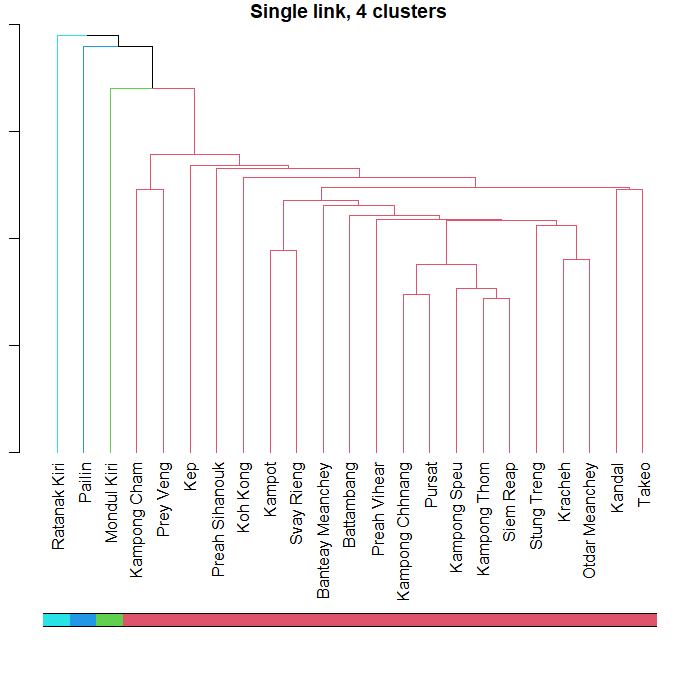 Single link, 4 clusters
Ratanak Kiri
Pailin
Mondul Kiri
Kampong Cham
Prey Veng
Kep
Preah Sihanouk
Koh Kong
Kampot
Svay Rieng
Banteay Meanchey
Battambang
Preah Vihear
Kampong Chhnang
Pursat
Kampong Speu
Kampong Thom
Siem Reap
Stung Treng
Kracheh
Otdar Meanchey
Kandal
Takeo